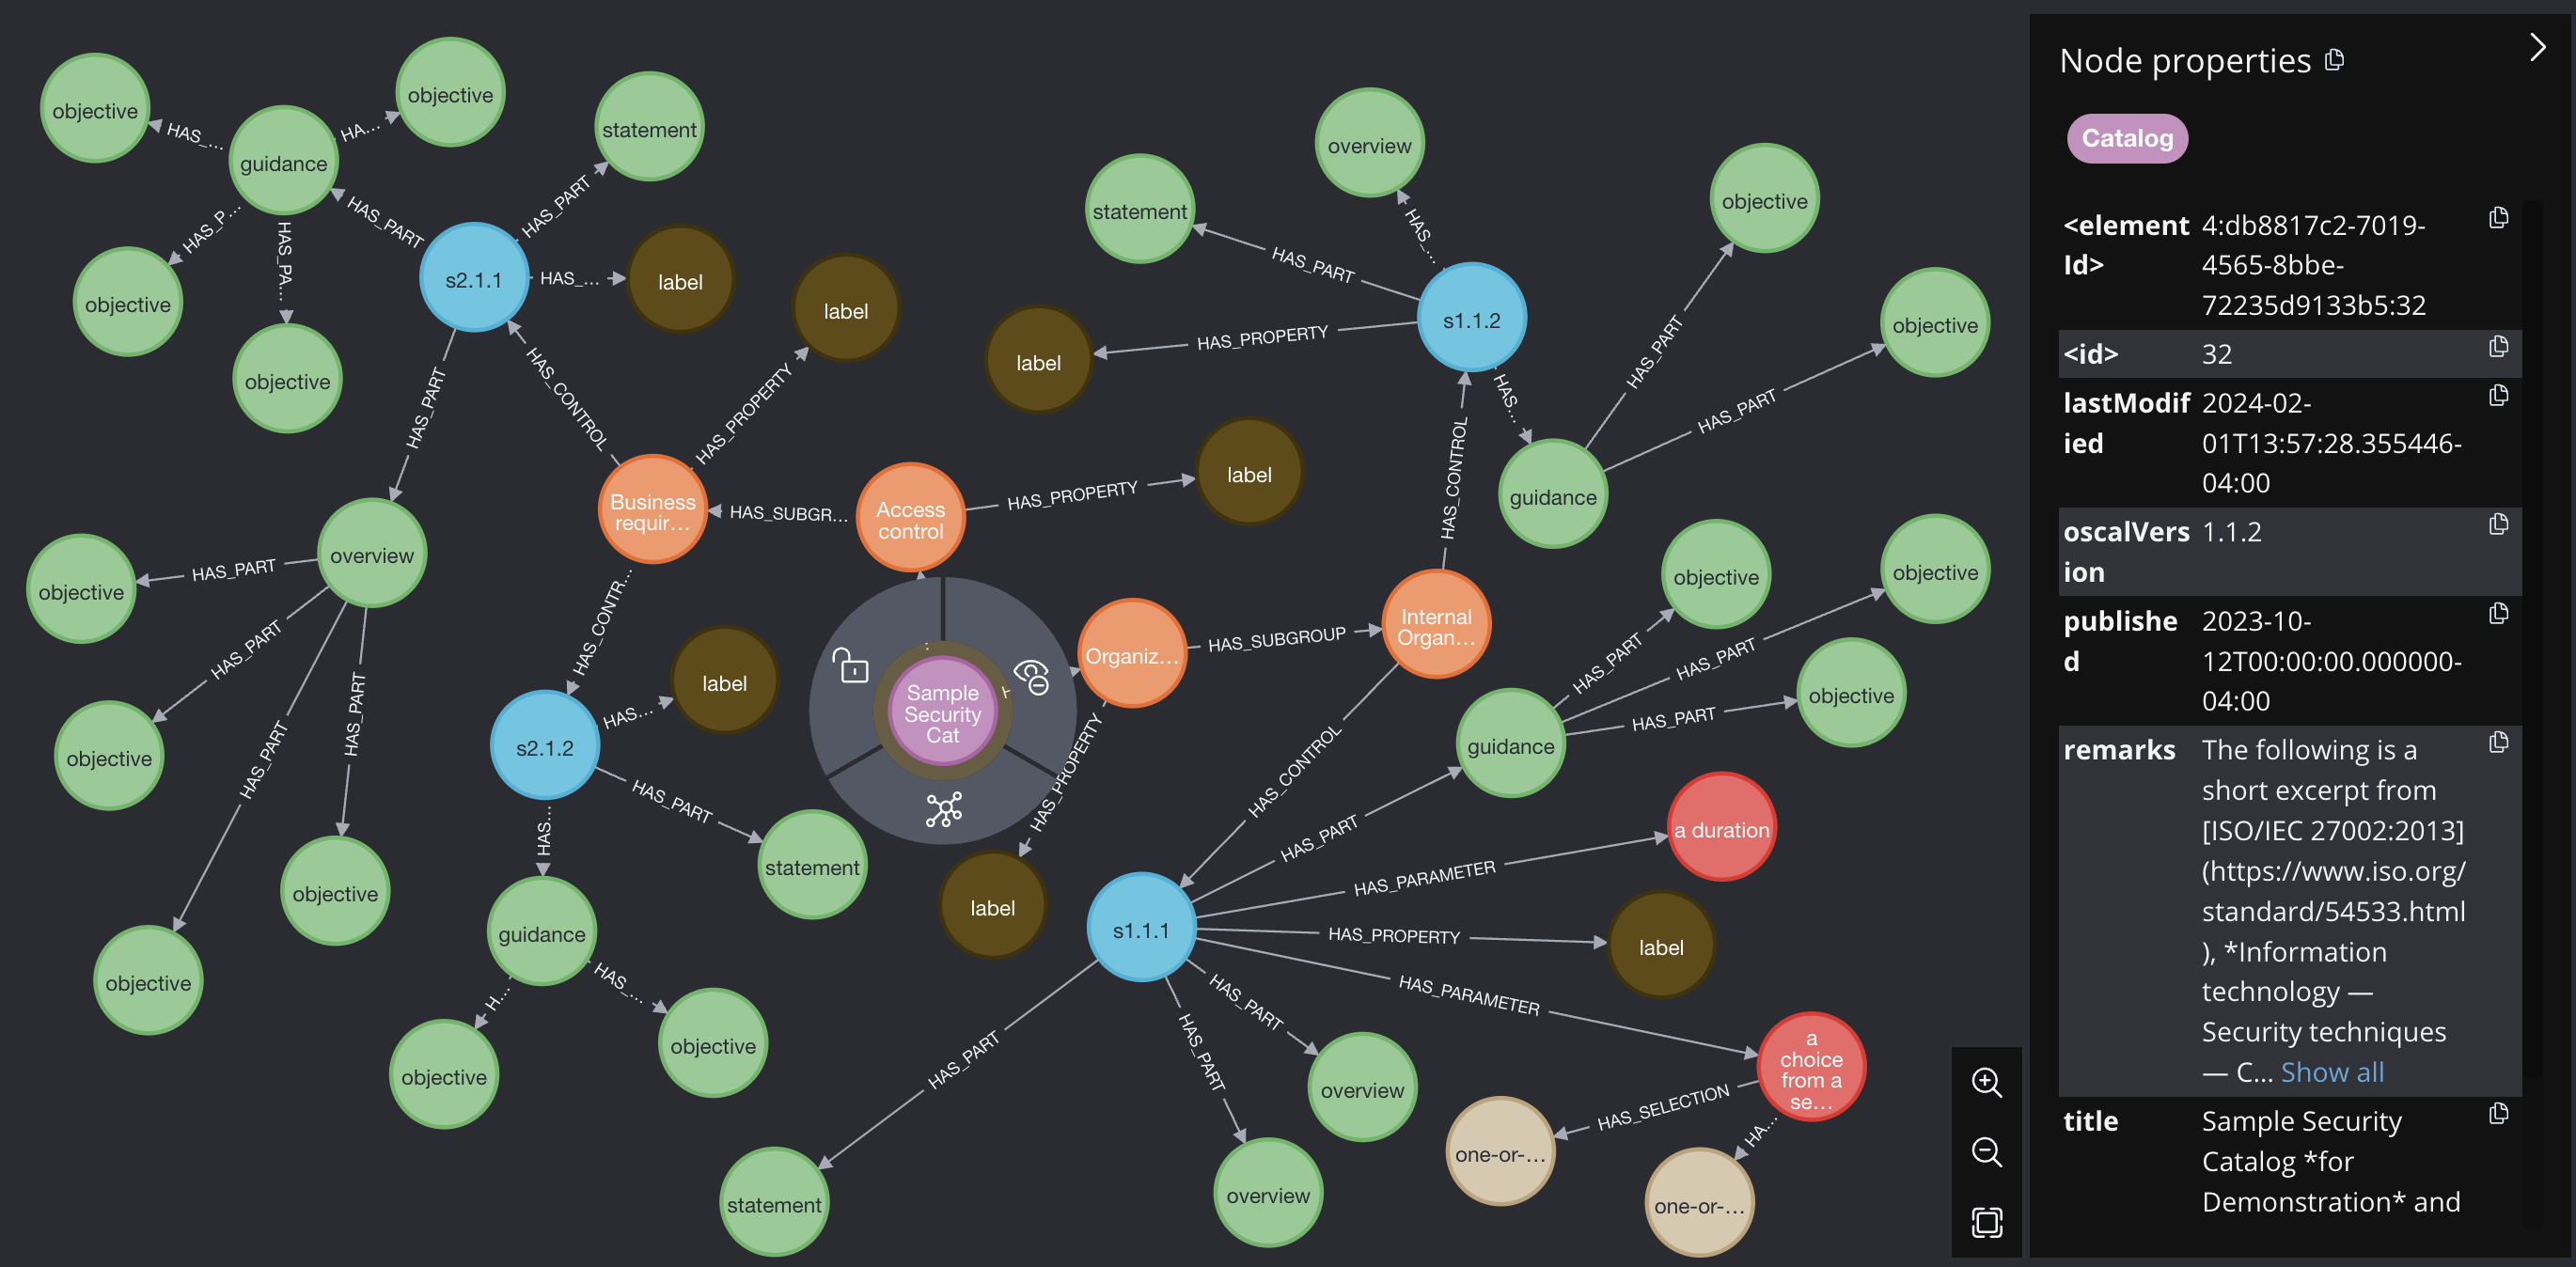 objective
objective
statement
guidance
HAS_…
HA…
HAS_PART
HAS_PART
HAS_P…
HAS_PA…
s2.1.1
HAS_…
label
label
objective
objective
HAS_PART
HAS_CONTROL
HAS_PROPERTY
Business
requir…
HAS_SUBGR…
Access
control
HAS_PROPERTY
label
overview
HAS_PART
objective
HAS_PART
HAS_PART
HAS_PART
objective
objective
objective
HAS_CONTR…
s2.1.2
HAS…
label
HAS_PART
statement
HAS…
guidance
H…
HAS_…
objective
objective
Sample
Security
Cat
Organiz…
HAS_SUBGROUP
HAS_PROPERTY
label
Internal
Organ…
HAS_CONTROL
HAS_CONTROL
overview
statement
HAS_PART
HAS…
s1.1.2
HAS_PROPERTY
label
HAS…
guidance
HAS_PART
HAS_PART
objective
objective
objective
objective
objective
HAS_PART
HAS_PART
HAS_PART
guidance
HAS_PART
HAS_PARAMETER
a duration
s1.1.1
HAS_PROPERTY
label
HAS_PARAMETER
a
choice
from a
se…
HAS_SELECTION
HA…
one-or-…
one-or-…
HAS_PART
HAS_PART
HAS_PART
overview
overview
statement
Node properties
Catalog
<element 4:db8817c2-7019-
Id> 4565-8bbe-
72235d9133b5:32
<id> 32
lastModif 2024-02-
ied 01T13:57:28.355446-
04:00
oscalVers 1.1.2
ion
publishe 2023-10-
d 12T00:00:00.000000-
04:00
remarks The following is a
short excerpt from
[ISO/IEC 27002:2013]
(https://www.iso.org/
standard/54533.html
), *Information
technology —
Security techniques
— C... Show all
title Sample Security
Catalog *for
Demonstration* and